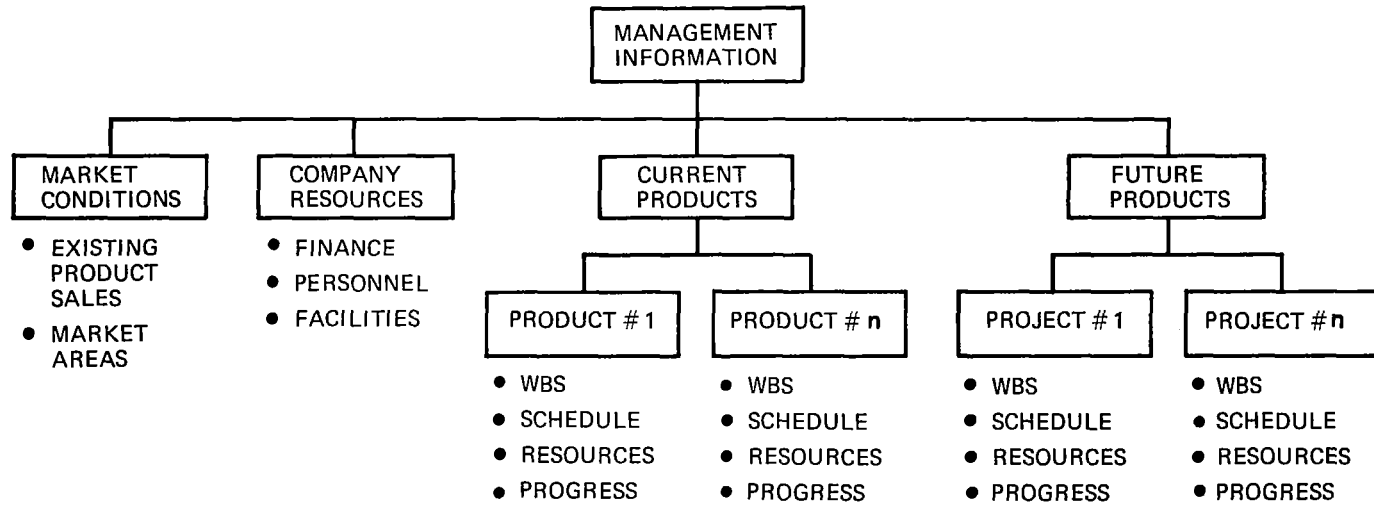 MANAGEMENT
INFORMATION
MARKET
CONDITIONS
● EXISTING
PRODUCT
SALES
● MARKET
AREAS
COMPANY
RESOURCES
● FINANCE
● PERSONNEL
● FACILITIES
CURRENT
PRODUCTS
PRODUCT #1
● WBS
● SCHEDULE
● RESOURCES
● PROGRESS
PRODUCT #n
● WBS
● SCHEDULE
● RESOURCES
● PROGRESS
FUTURE
PRODUCTS
PROJECT #1
● WBS
● SCHEDULE
● RESOURCES
● PROGRESS
PROJECT #n
● WBS
● SCHEDULE
● RESOURCES
● PROGRESS